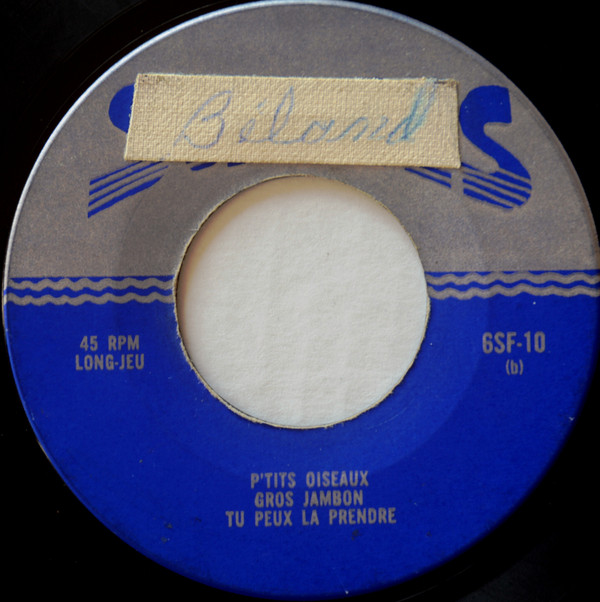 Béland
45 RPM
LONG-JEU
6SF-10
(b)
P'TITS OISEAUX
GROS JAMBON
TU PEUX LA PRENDRE